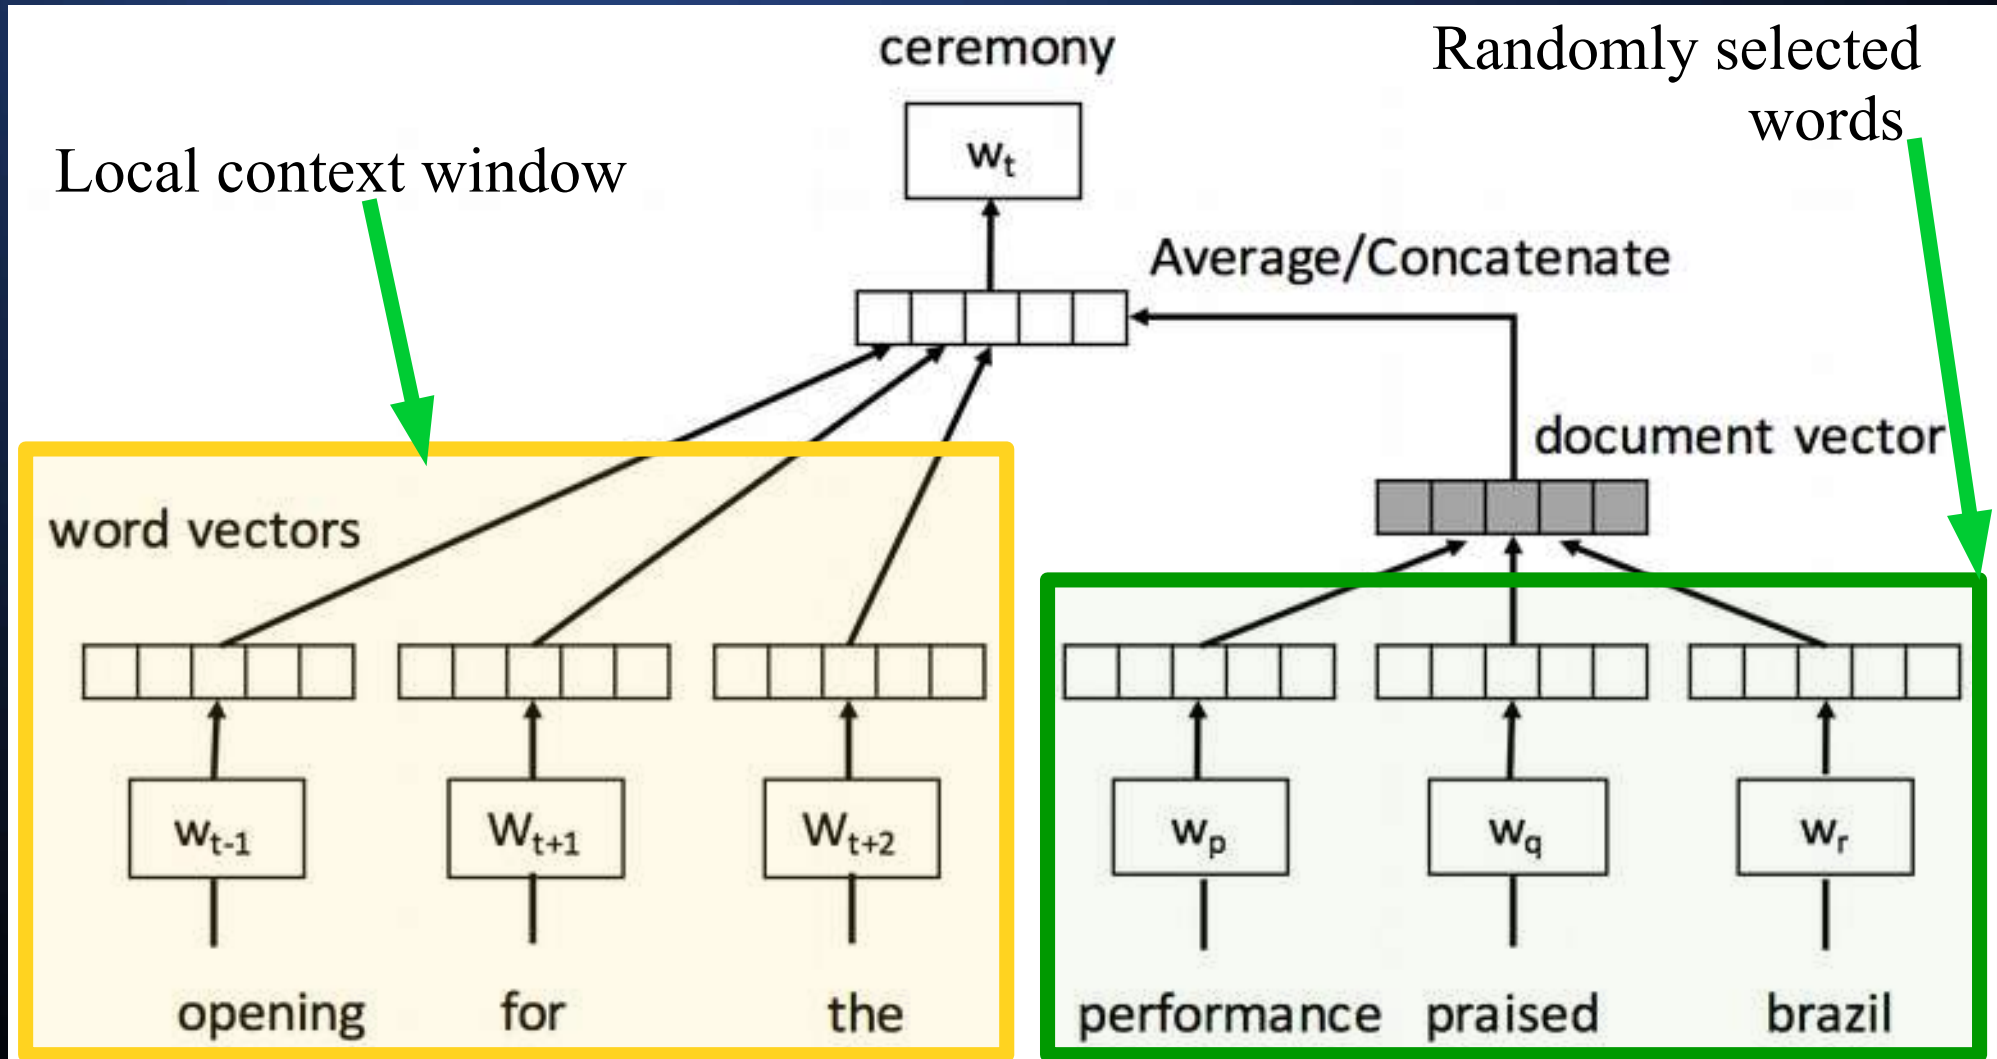 ceremony
Randomly selected
words
w_t
Local context window
Average/Concatenate
document vector
word vectors
w_t-1
W_t+1
W_t+2
w_p
w_q
w_r
opening
for
the
performance
praised
brazil